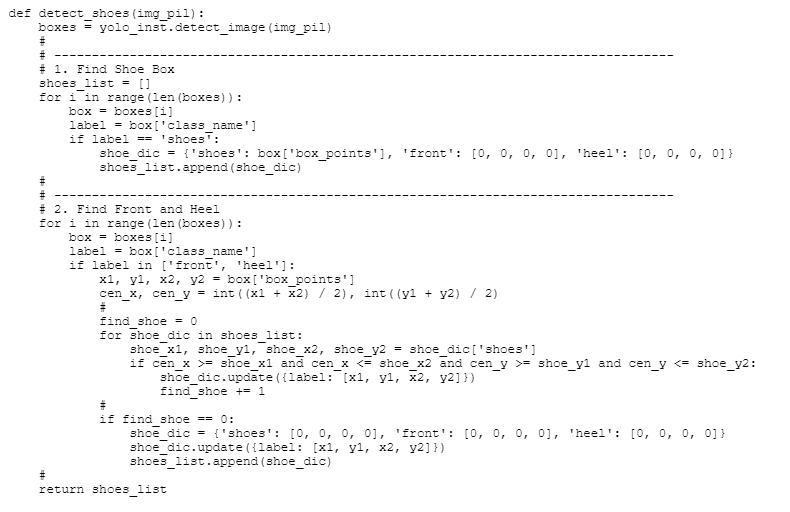 def detect_shoes(img_pil):
    boxes = yolo_inst.detect_image(img_pil)
    #
    # ----------------------------------------------------------------------------------
    # 1. Find Shoe Box
    shoes_list = []
    for i in range(len(boxes)):
        box = boxes[i]
        label = box['class_name']
        if label == 'shoes':
            shoe_dic = {'shoes': box['box_points'], 'front': [0, 0, 0, 0], 'heel': [0, 0, 0, 0]}
            shoes_list.append(shoe_dic)
    #
    # ----------------------------------------------------------------------------------
    # 2. Find Front and Heel
    for i in range(len(boxes)):
        box = boxes[i]
        label = box['class_name']
        if label in ['front', 'heel']:
            x1, y1, x2, y2 = box['box_points']
            cen_x, cen_y = int((x1 + x2) / 2), int((y1 + y2) / 2)
            #
            find_shoe = 0
            for shoe_dic in shoes_list:
                shoe_x1, shoe_y1, shoe_x2, shoe_y2 = shoe_dic['shoes']
                if cen_x >= shoe_x1 and cen_x <= shoe_x2 and cen_y >= shoe_y1 and cen_y <= shoe_y2:
                    shoe_dic.update({label: [x1, y1, x2, y2]})
                    find_shoe += 1
            #
            if find_shoe == 0:
                shoe_dic = {'shoes': [0, 0, 0, 0], 'front': [0, 0, 0, 0], 'heel': [0, 0, 0, 0]}
                shoe_dic.update({label: [x1, y1, x2, y2]})
                shoes_list.append(shoe_dic)
    #
    return shoes_list